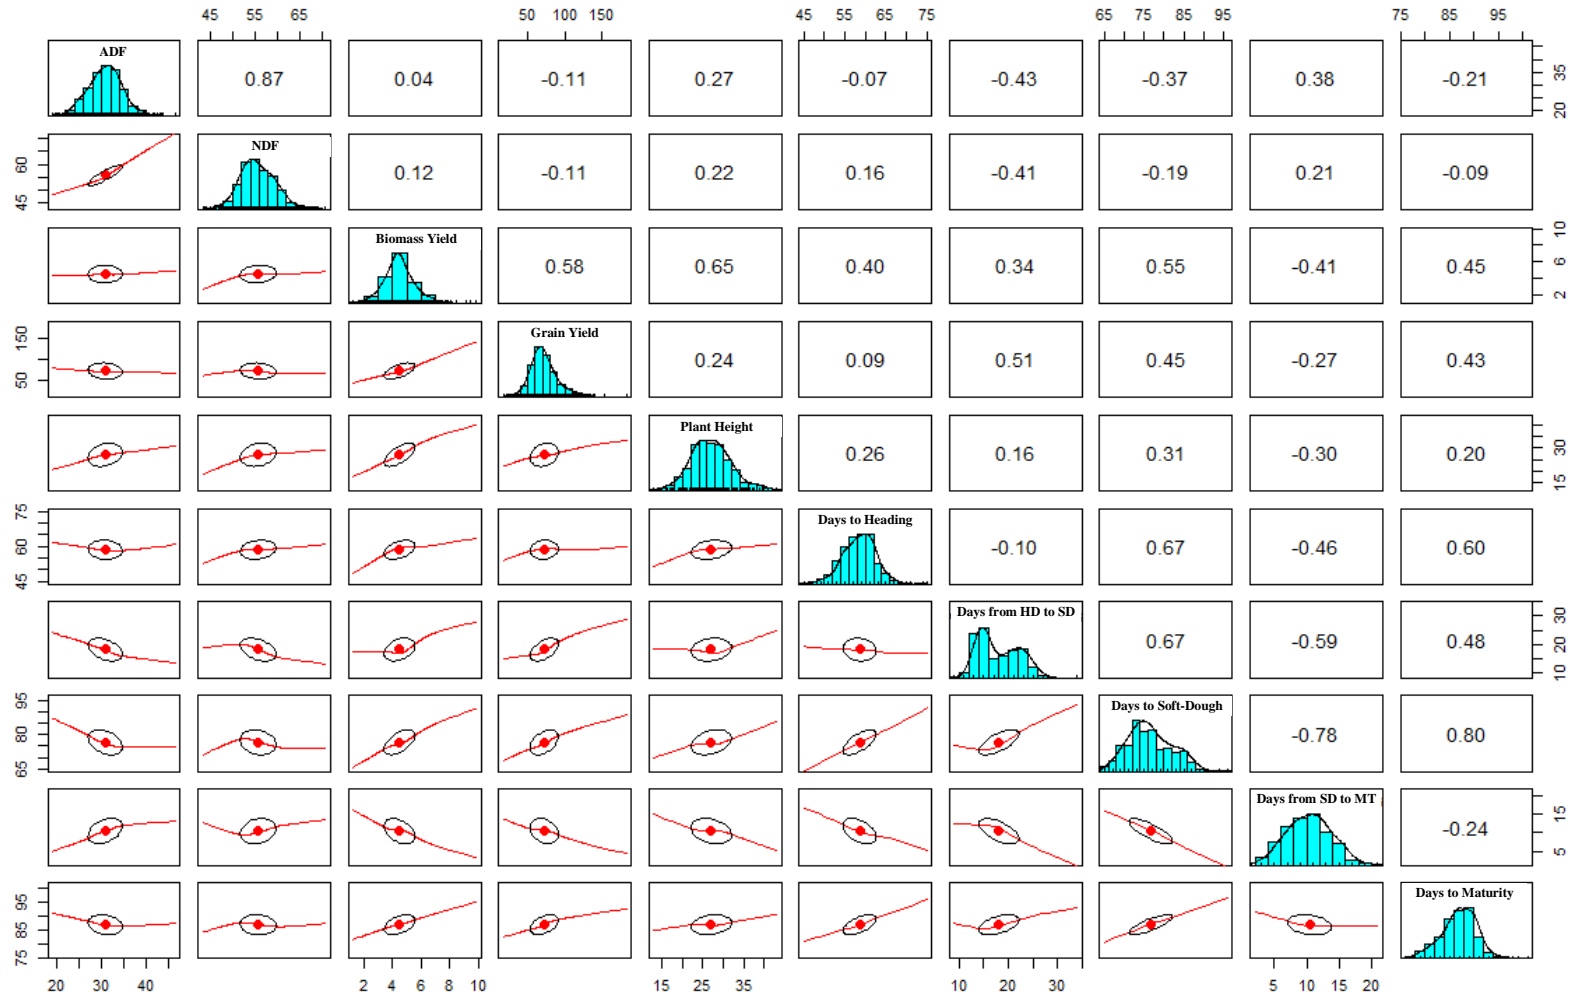 45 55 65 50 100 150 45 55 65 75 65 75 85 95 75 85 95
ADF
0.87 0.04 -0.11 0.27 -0.07 -0.43 -0.37 0.38 -0.21
20 35
NDF
0.12 -0.11 0.22 0.16 -0.41 -0.19 0.21 -0.09
45 60
Biomass Yield
0.58 0.65 0.40 0.34 0.55 -0.41 0.45
2 6 10
Grain Yield
0.24 0.09 0.51 0.45 -0.27 0.43
50 150
Plant Height
0.26 0.16 0.31 -0.30 0.20
15 30
Days to Heading
-0.10 0.67 -0.46 0.60
45 60 75
Days from HD to SD
0.67 -0.59 0.48
10 20 30
Days to Soft-Dough
-0.78 0.80
65 80 95
Days from SD to MT
-0.24
5 15
Days to Maturity
75 85 95
20 30 40 2 4 6 8 10 15 25 35 10 20 30 5 10 15 20